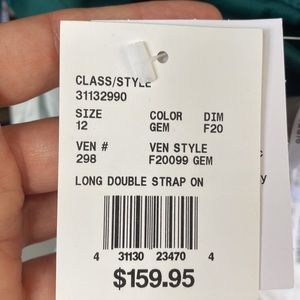 CLASS/STYLE
31132990
SIZE COLOR DIM
12 GEM F20
VEN # VEN STYLE
298 F20099 GEM
LONG DOUBLE STRAP ON
4 31130 23470 4
$159.95